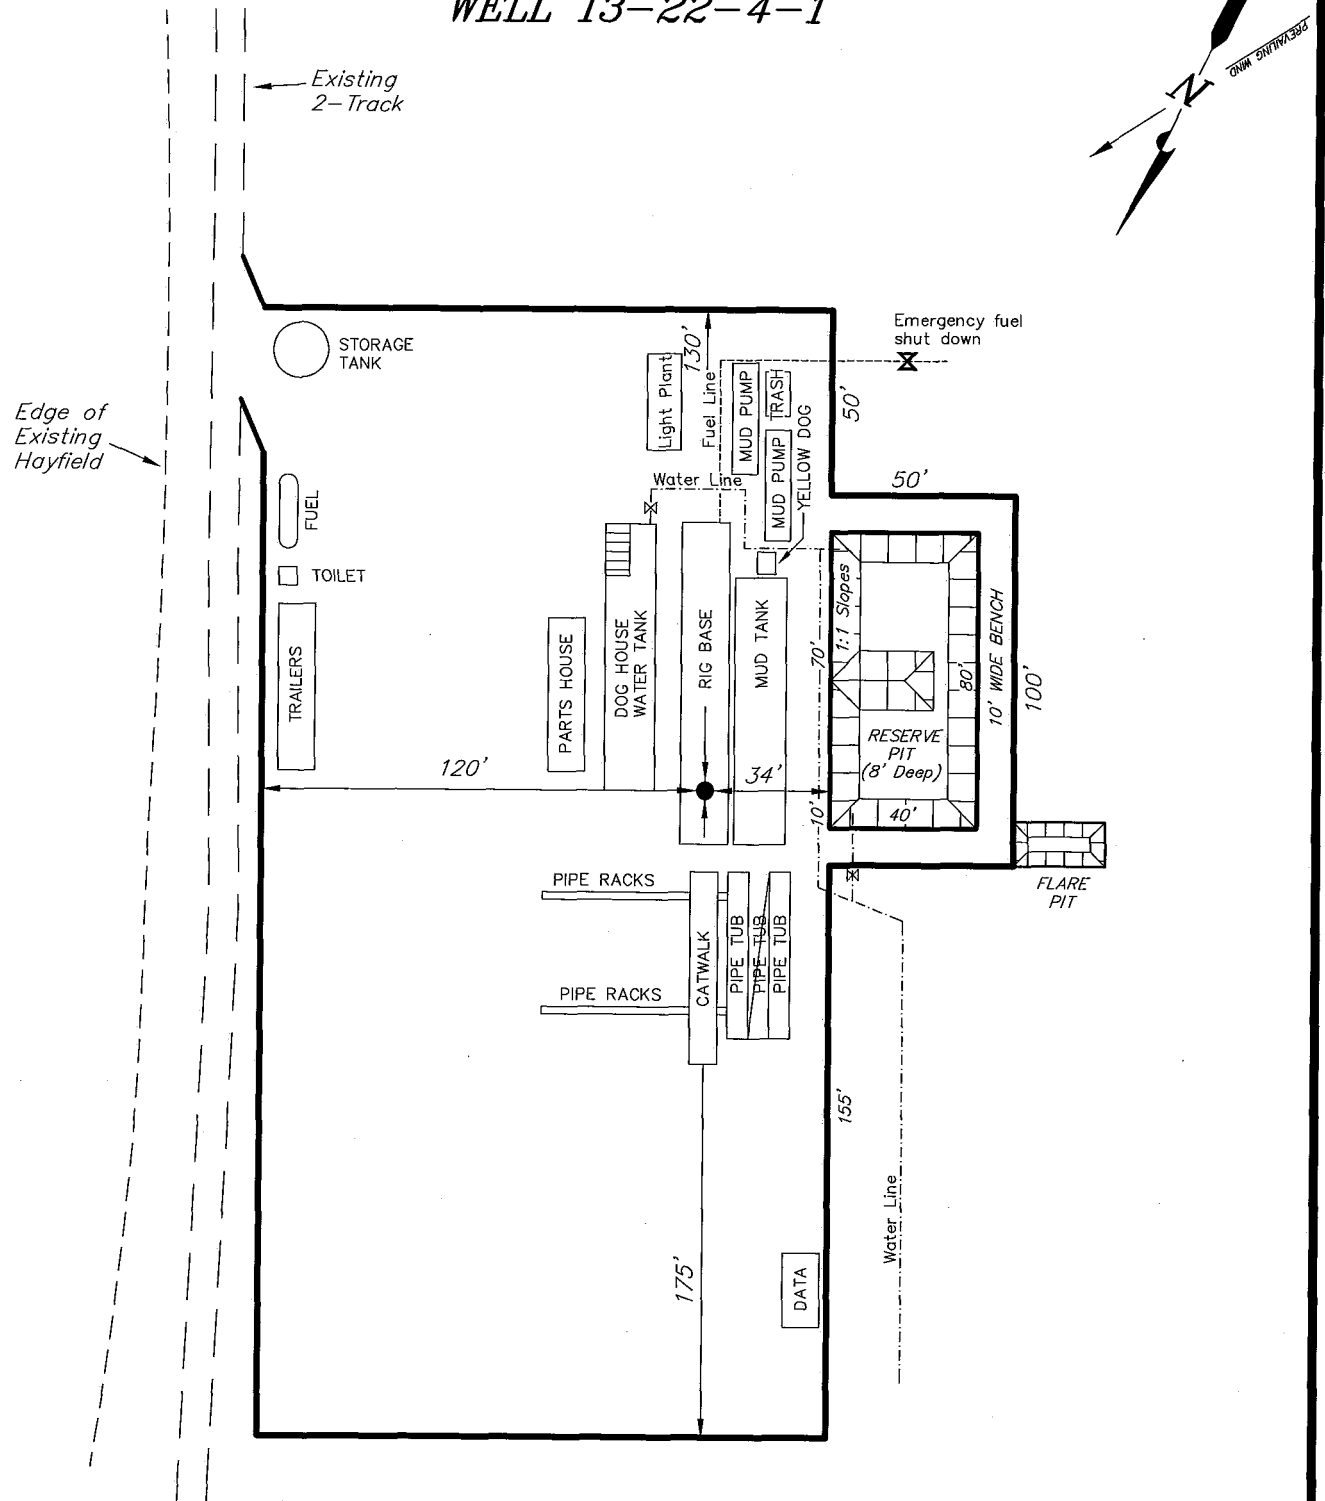 WELL 13-22-4-1
PREVAILING WIND
N
Existing
2-Track
STORAGE
TANK
Edge of
Existing
Hayfield
Light Plant
130'
Fuel Line
MUD PUMP
TRASH
MUD PUMP
YELLOW DOG
Emergency fuel
shut down
50'
50'
Water Line
FUEL
TOILET
TRAILERS
PARTS HOUSE
DOG HOUSE
WATER TANK
RIG BASE
MUD TANK
70'
1:1 Slopes
80'
10' WIDE BENCH
100'
RESERVE
PIT
(8' Deep)
120'
34'
10'
40'
FLARE
PIT
PIPE RACKS
PIPE RACKS
CATWALK
PIPE TUB
PIPE TUB
PIPE TUB
155'
Water Line
175'
DATA